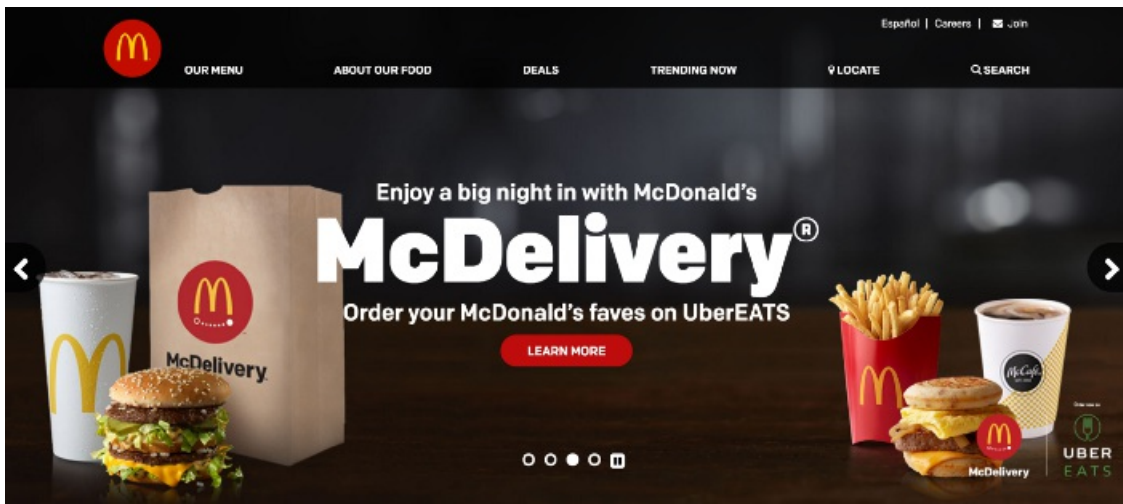 Español | Careers | Join
OUR MENU ABOUT OUR FOOD DEALS TRENDING NOW LOCATE SEARCH
Enjoy a big night in with McDonald's
McDelivery®
Order your McDonald's faves on UberEATS
LEARN MORE
McDelivery
McCafé
McDelivery
UBER
EATS